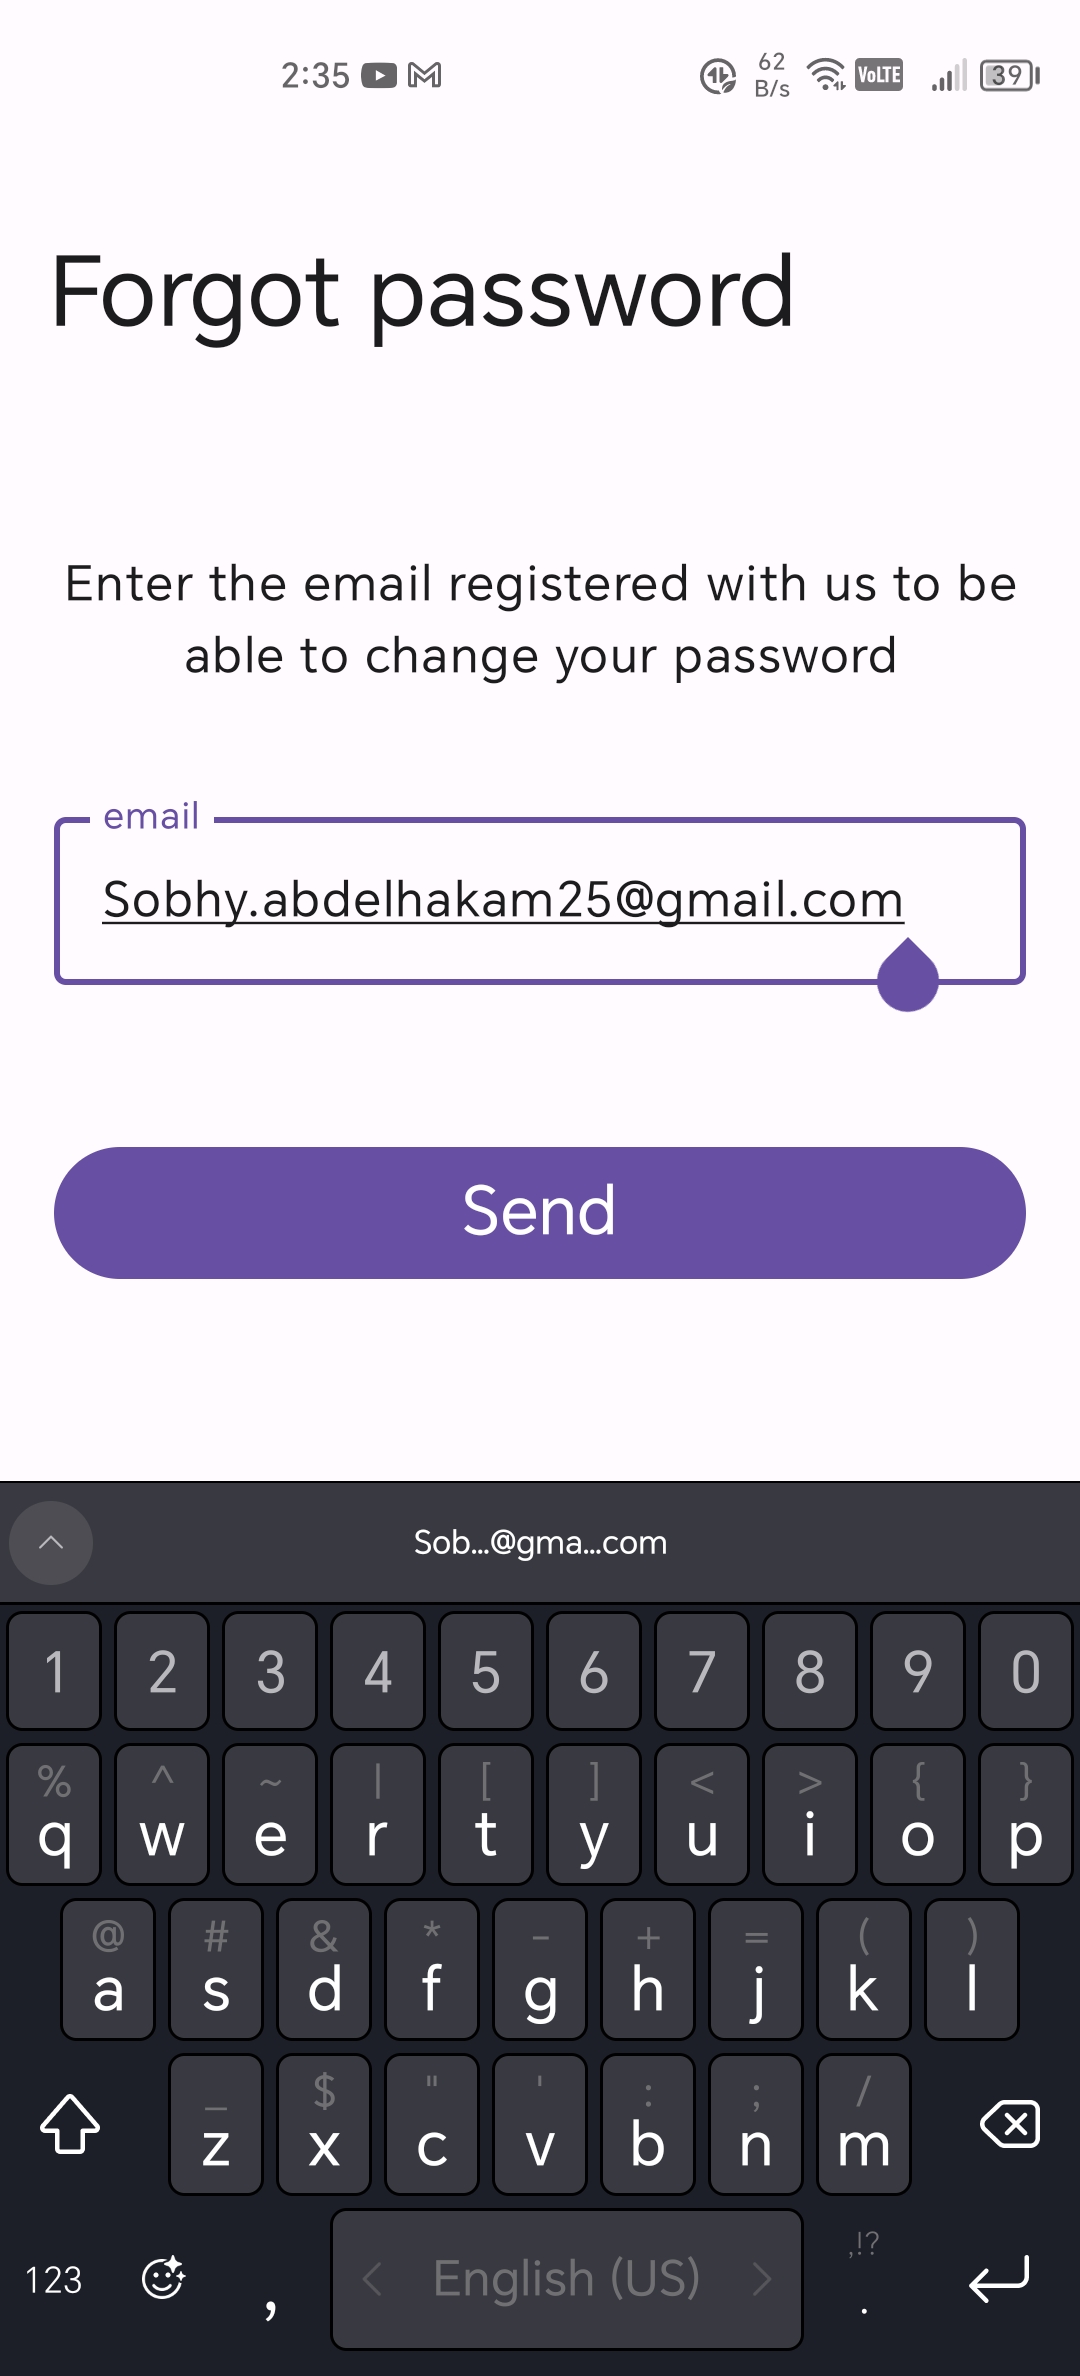 2:35
62
B/s
VoLTE
39
Forgot password
Enter the email registered with us to be
able to change your password
email
Sobhy.abdelhakam25@gmail.com
Send
Sob...@gma...com
1 2 3 4 5 6 7 8 9 0
% ^ ~ | [ ] < > { }
q w e r t y u i o p
@ # & * - + = ( )
a s d f g h j k l
_ $ " ' : ; /
z x c v b n m
,!?
123 , < English (US) > .